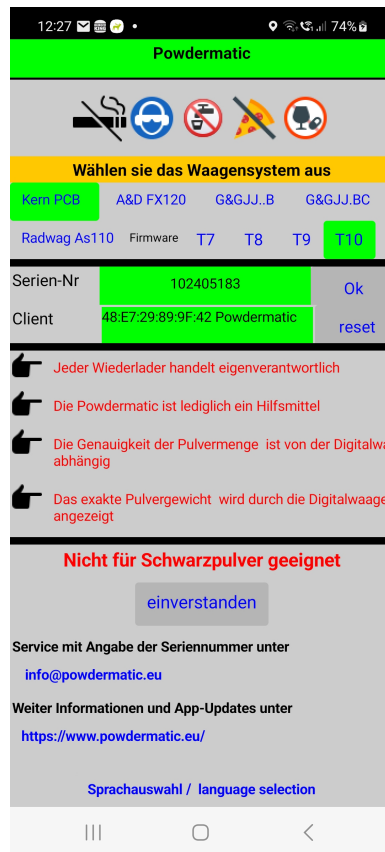 12:27 74%
Powdermatic
Wählen sie das Waagensystem aus
Kern PCB A&D FX120 G&GJJ..B G&GJJ.BC
Radwag As110 Firmware T7 T8 T9 T10
Serien-Nr 102405183 Ok
Client 48:E7:29:89:9F:42 Powdermatic reset
Jeder Wiederlader handelt eigenverantwortlich
Die Powdermatic ist lediglich ein Hilfsmittel
Die Genauigkeit der Pulvermenge ist von der Digitalwa
abhängig
Das exakte Pulvergewicht wird durch die Digitalwaage
angezeigt
Nicht für Schwarzpulver geeignet
einverstanden
Service mit Angabe der Seriennummer unter
info@powdermatic.eu
Weiter Informationen und App-Updates unter
https://www.powdermatic.eu/
Sprachauswahl / language selection